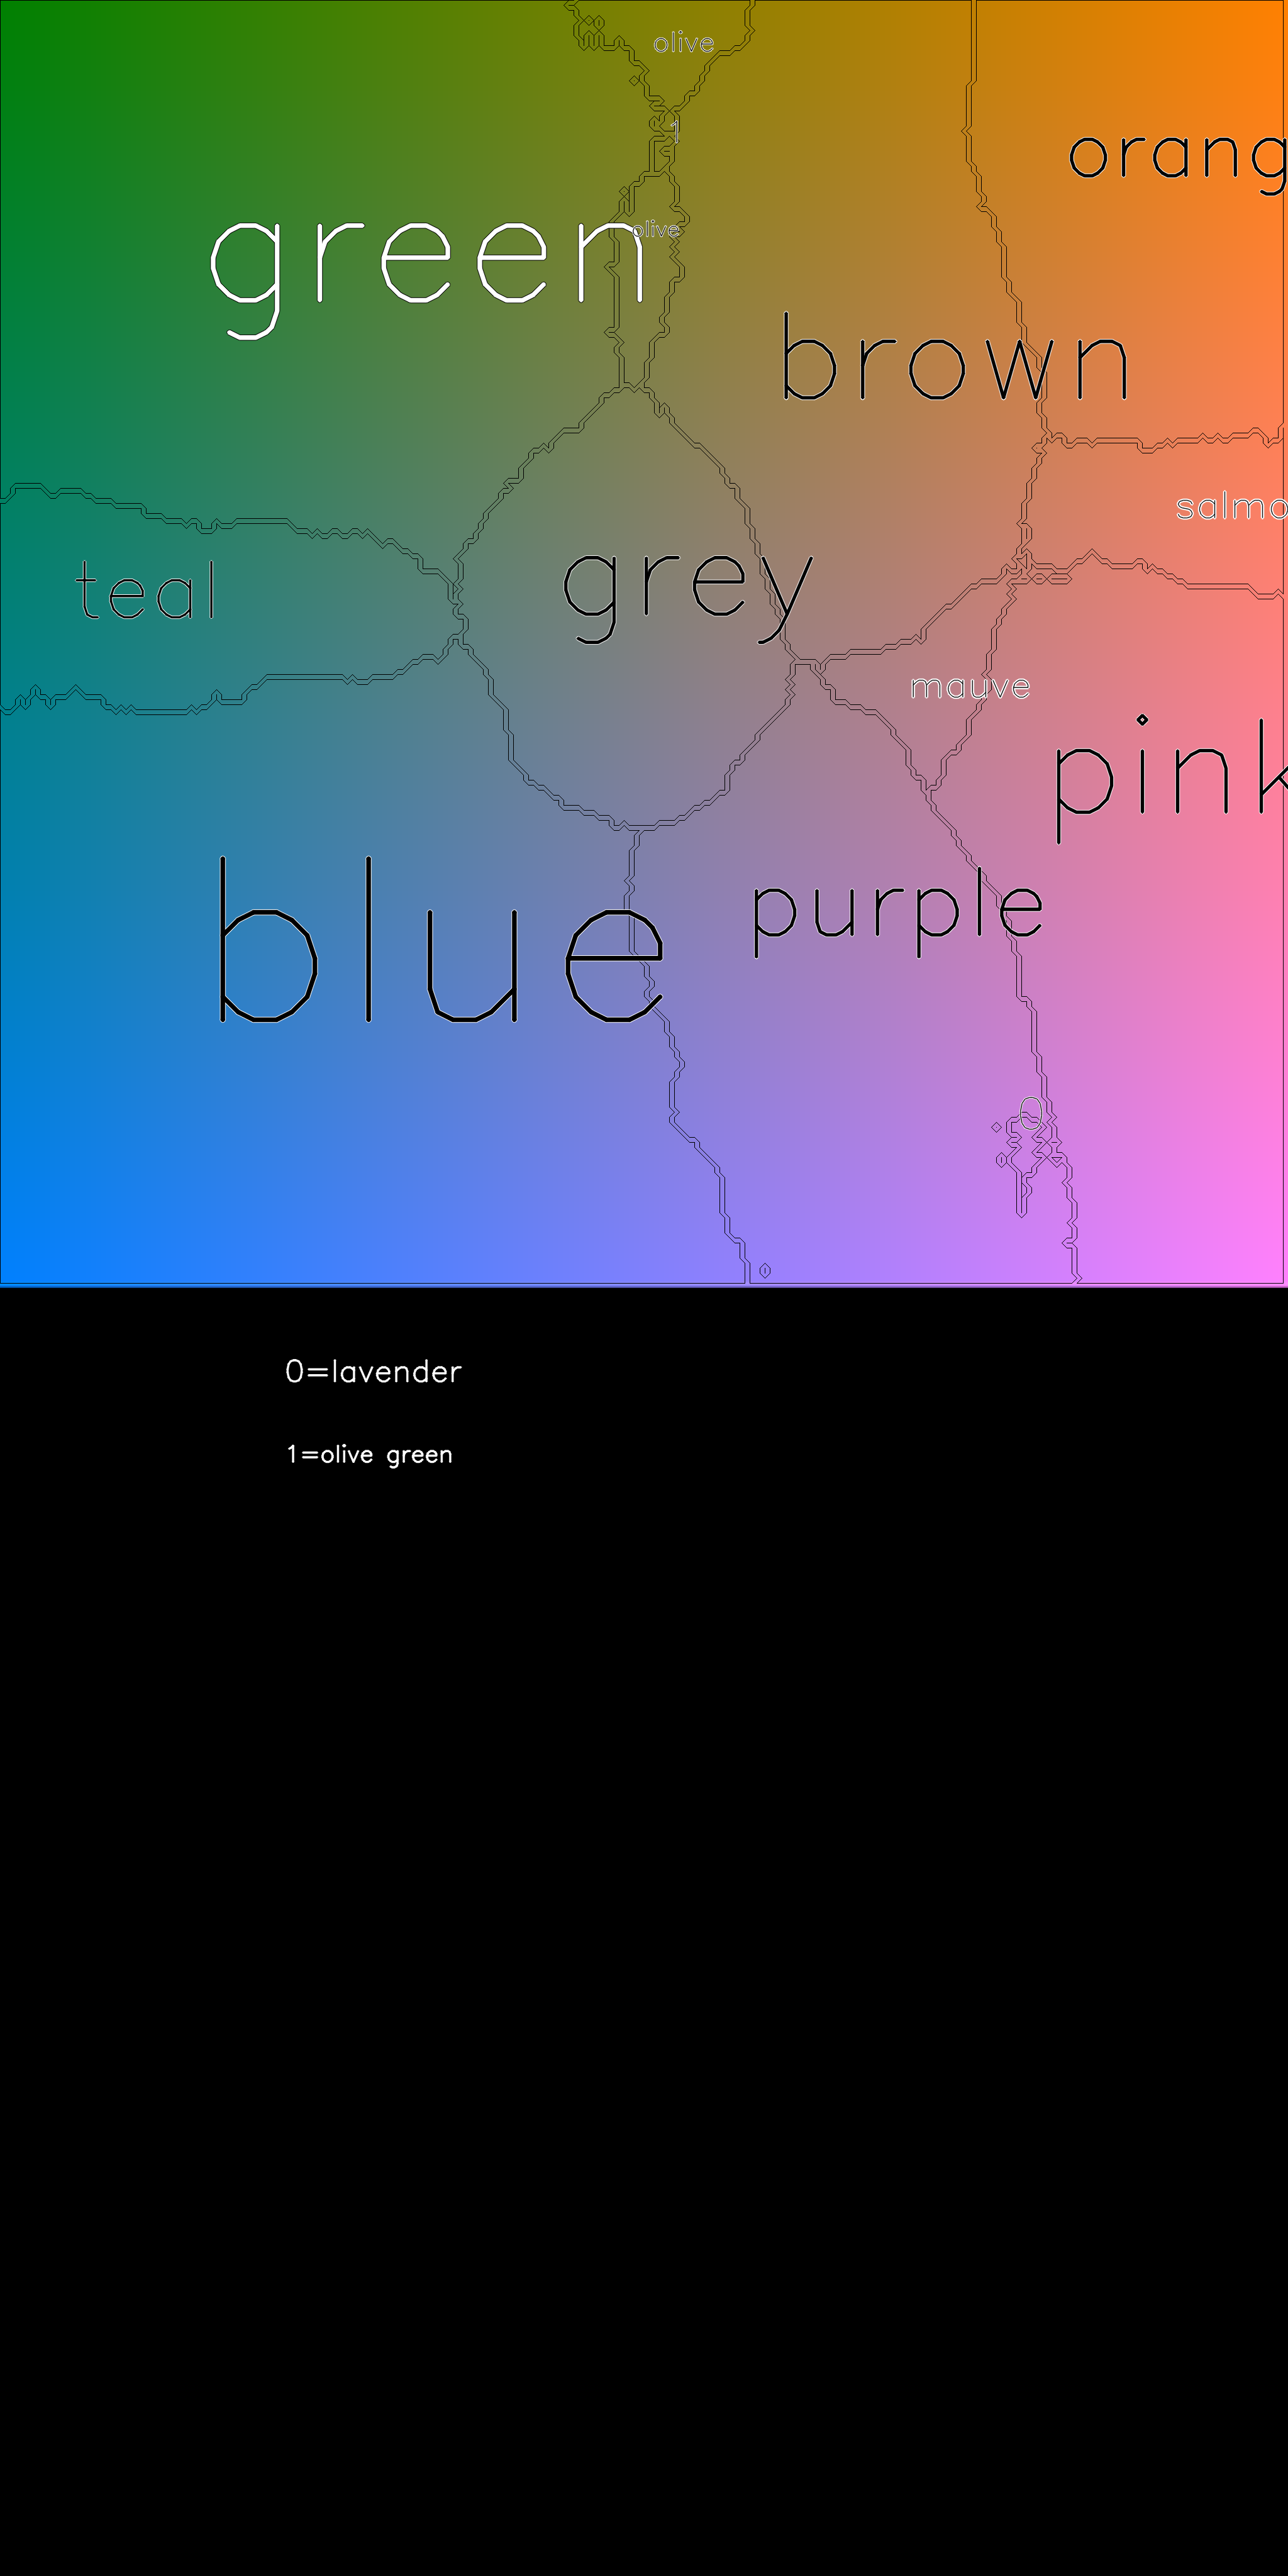 olive
1
orang
green
olive
brown
salmo
teal
grey
mauve
pink
blue
purple
0
0=lavender
1=olive green